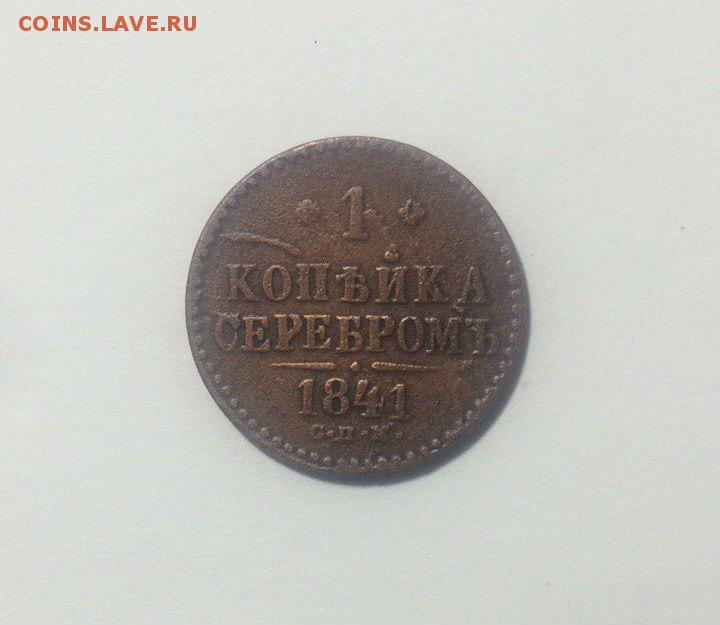 COINS.LAVE.RU
1
КОПѢЙКА
СЕРЕБРОМЪ
1841
С.П.М.